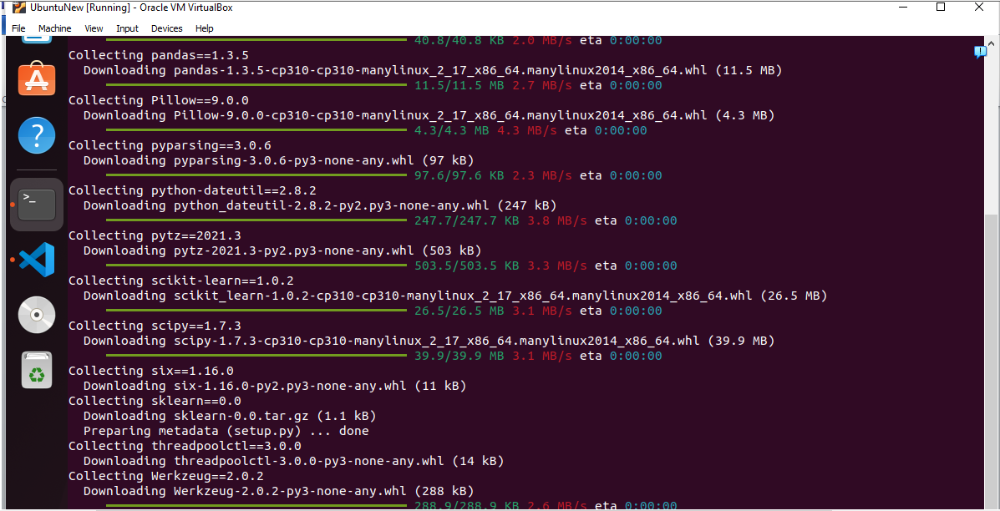 UbuntuNew [Running] - Oracle VM VirtualBox
File Machine View Input Devices Help
40.8/40.8 KB 2.0 MB/s eta 0:00:00
Collecting pandas==1.3.5
Downloading pandas-1.3.5-cp310-cp310-manylinux_2_17_x86_64.manylinux2014_x86_64.whl (11.5 MB)
11.5/11.5 MB 2.7 MB/s eta 0:00:00
Collecting Pillow==9.0.0
Downloading Pillow-9.0.0-cp310-cp310-manylinux_2_17_x86_64.manylinux2014_x86_64.whl (4.3 MB)
4.3/4.3 MB 4.3 MB/s eta 0:00:00
Collecting pyparsing==3.0.6
Downloading pyparsing-3.0.6-py3-none-any.whl (97 kB)
97.6/97.6 KB 2.3 MB/s eta 0:00:00
Collecting python-dateutil==2.8.2
Downloading python_dateutil-2.8.2-py2.py3-none-any.whl (247 kB)
247.7/247.7 KB 3.8 MB/s eta 0:00:00
Collecting pytz==2021.3
Downloading pytz-2021.3-py2.py3-none-any.whl (503 kB)
503.5/503.5 KB 3.3 MB/s eta 0:00:00
Collecting scikit-learn==1.0.2
Downloading scikit_learn-1.0.2-cp310-cp310-manylinux_2_17_x86_64.manylinux2014_x86_64.whl (26.5 MB)
26.5/26.5 MB 3.1 MB/s eta 0:00:00
Collecting scipy==1.7.3
Downloading scipy-1.7.3-cp310-cp310-manylinux_2_17_x86_64.manylinux2014_x86_64.whl (39.9 MB)
39.9/39.9 MB 3.1 MB/s eta 0:00:00
Collecting six==1.16.0
Downloading six-1.16.0-py2.py3-none-any.whl (11 kB)
Collecting sklearn==0.0
Downloading sklearn-0.0.tar.gz (1.1 kB)
Preparing metadata (setup.py) ... done
Collecting threadpoolctl==3.0.0
Downloading threadpoolctl-3.0.0-py3-none-any.whl (14 kB)
Collecting Werkzeug==2.0.2
Downloading Werkzeug-2.0.2-py3-none-any.whl (288 kB)
288.9/288.9 KB 2.6 MB/s eta 0:00:00